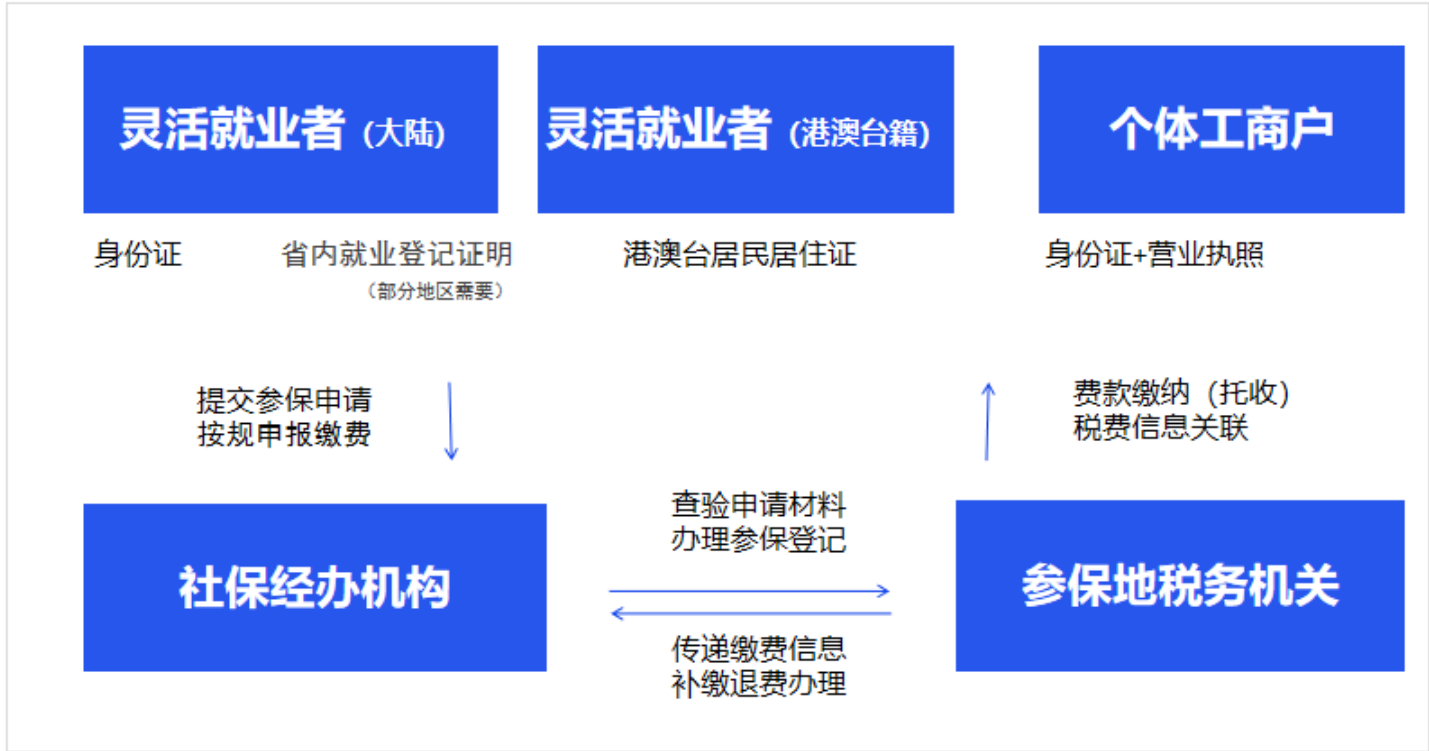 灵活就业者（大陆）
灵活就业者（港澳台籍）
个体工商户
身份证
省内就业登记证明
（部分地区需要）
港澳台居民居住证
身份证+营业执照
提交参保申请
按规申报缴费
费款缴纳（托收）
税费信息关联
查验申请材料
办理参保登记
社保经办机构
参保地税务机关
传递缴费信息
补缴退费办理